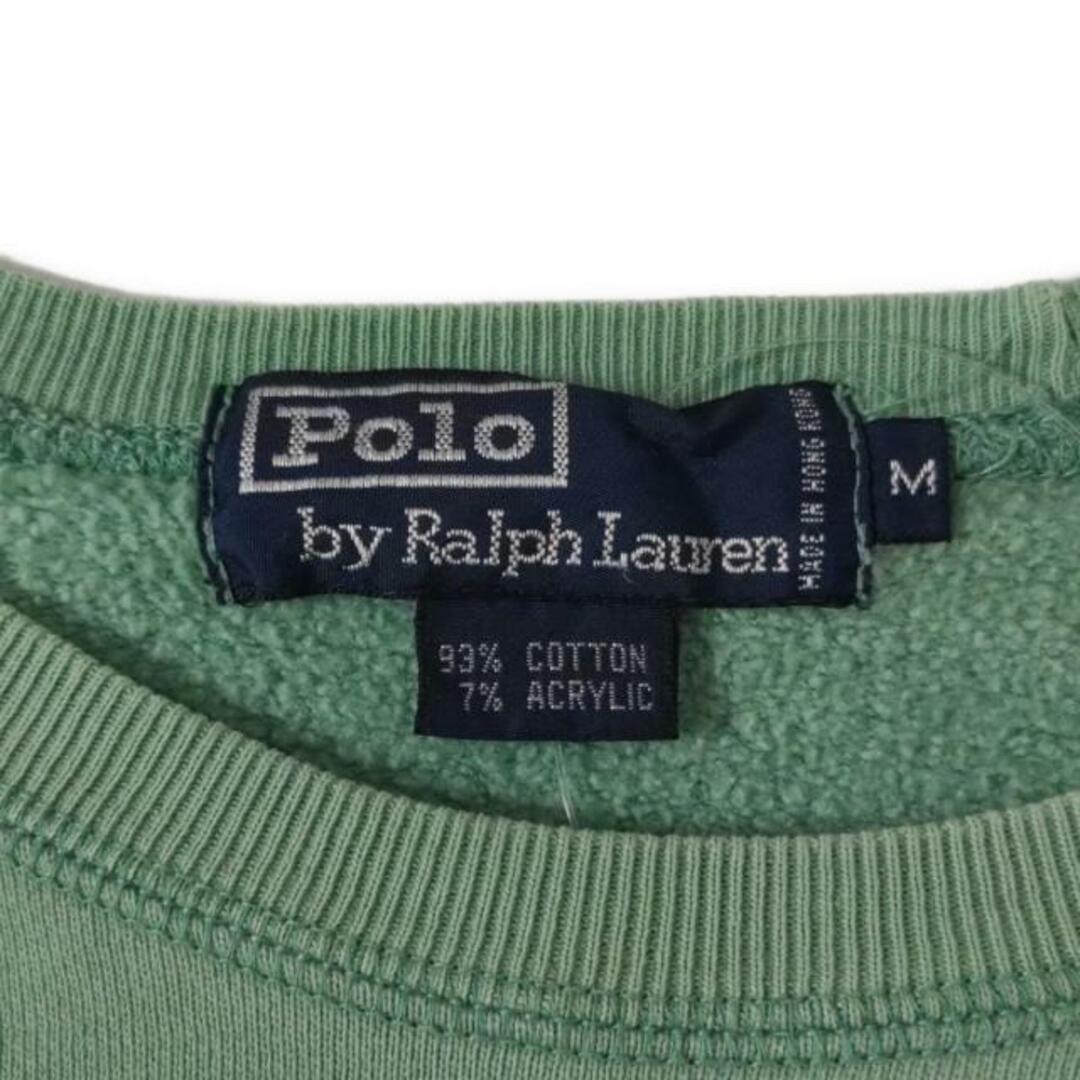 Polo
by Ralph Lauren
MADE IN HONG KONG
M
93% COTTON
7% ACRYLIC